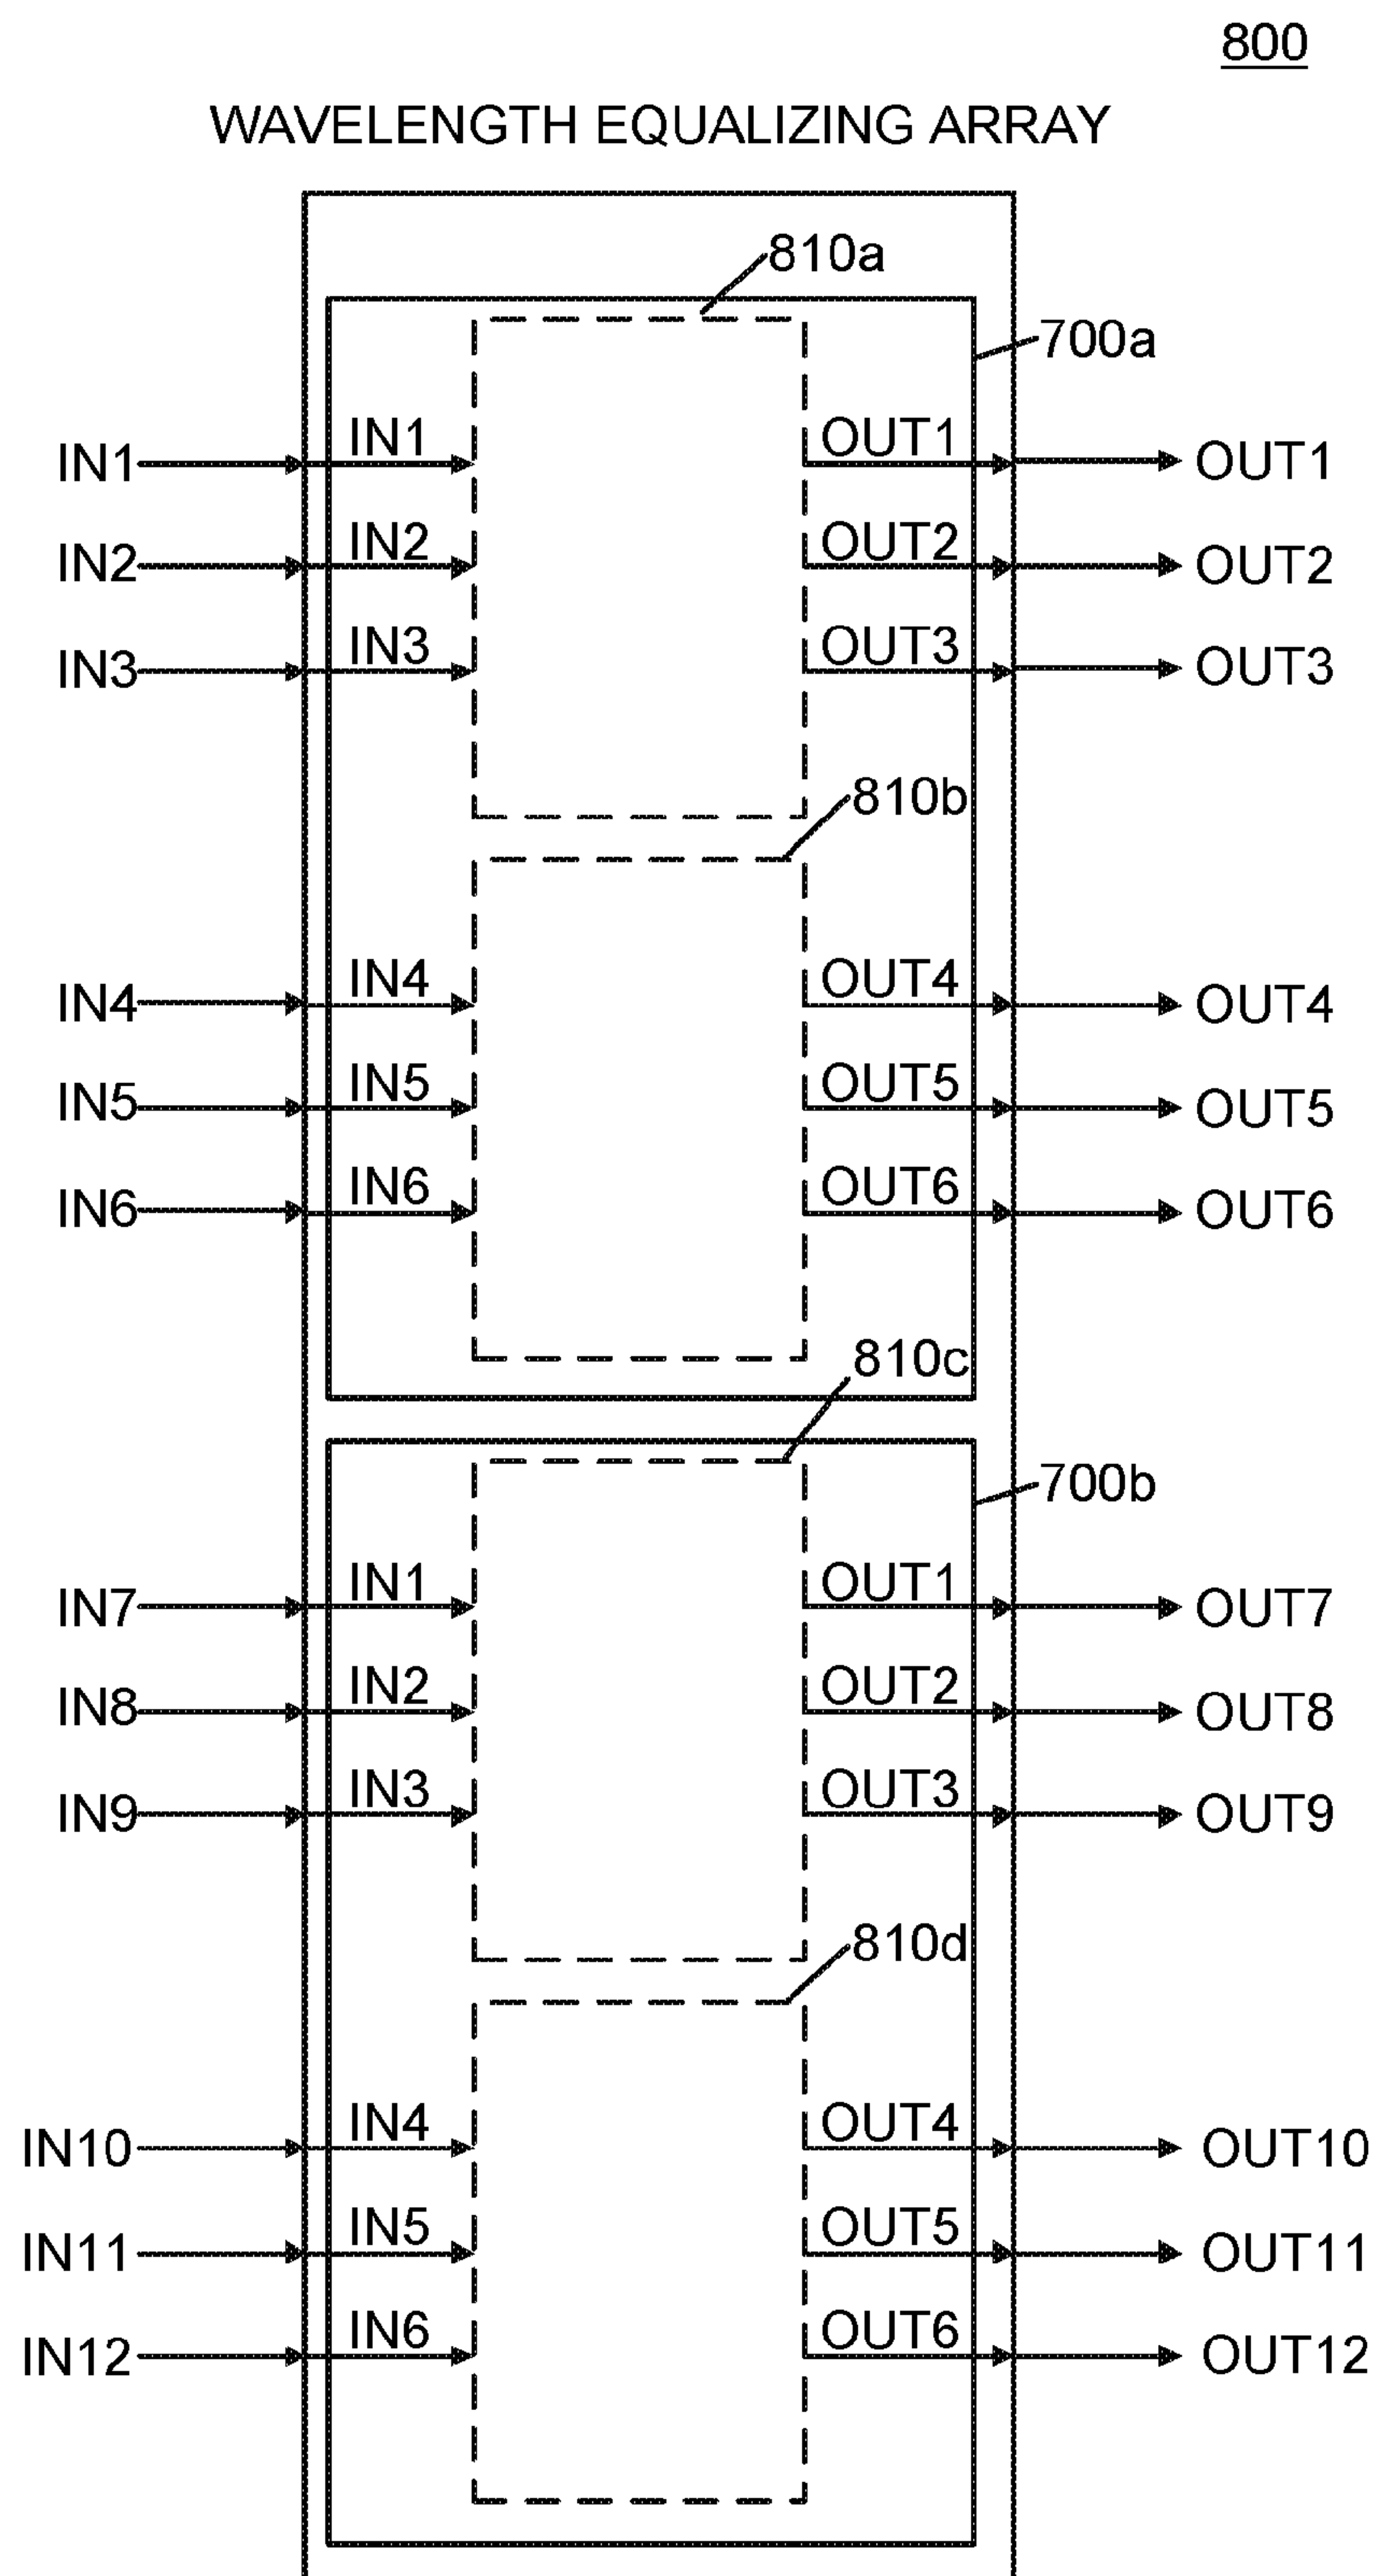 800
WAVELENGTH EQUALIZING ARRAY
810a
700a
IN1 IN1 OUT1 OUT1
IN2 IN2 OUT2 OUT2
IN3 IN3 OUT3 OUT3
810b
IN4 IN4 OUT4 OUT4
IN5 IN5 OUT5 OUT5
IN6 IN6 OUT6 OUT6
810c
700b
IN7 IN1 OUT1 OUT7
IN8 IN2 OUT2 OUT8
IN9 IN3 OUT3 OUT9
810d
IN10 IN4 OUT4 OUT10
IN11 IN5 OUT5 OUT11
IN12 IN6 OUT6 OUT12